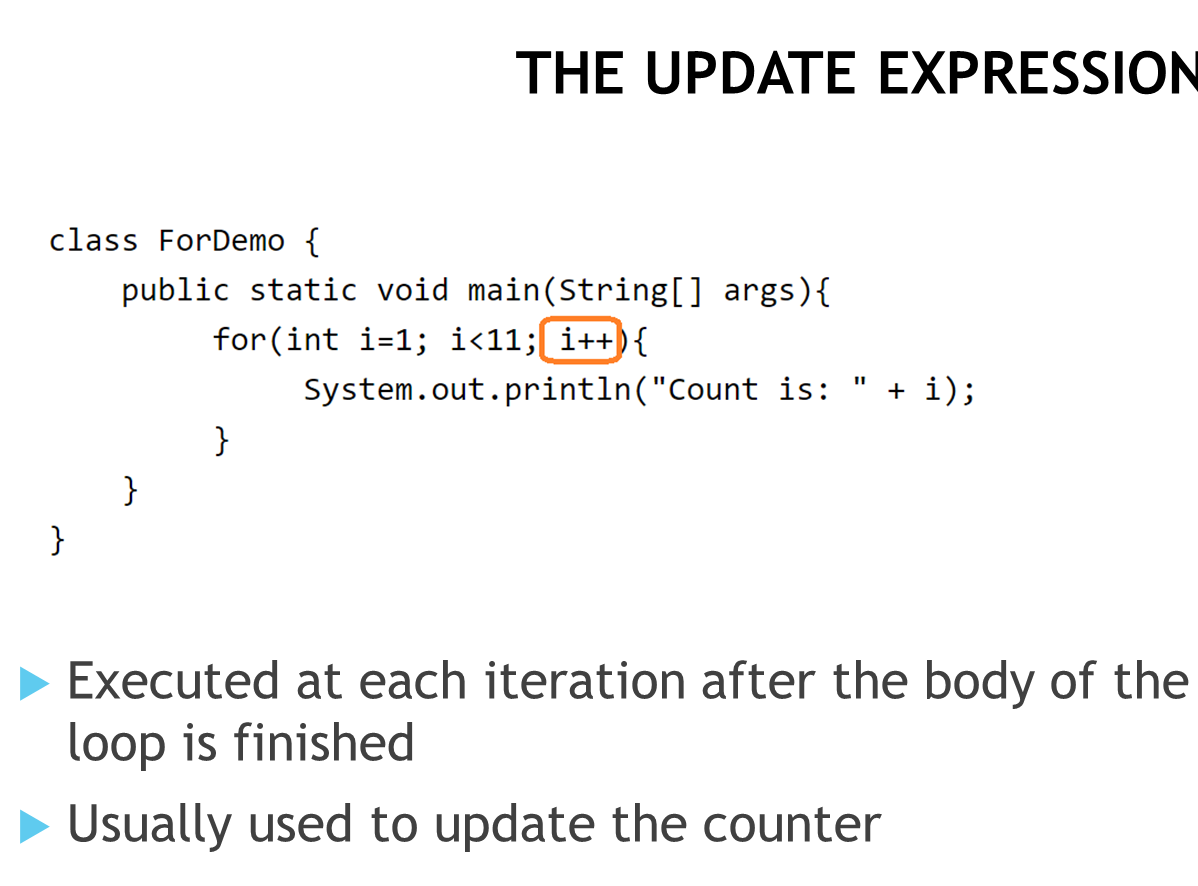 THE UPDATE EXPRESSION
class ForDemo {
public static void main(String[] args){
for(int i=1; i<11; i++){
System.out.println("Count is: " + i);
}
}
}
Executed at each iteration after the body of the
loop is finished
Usually used to update the counter